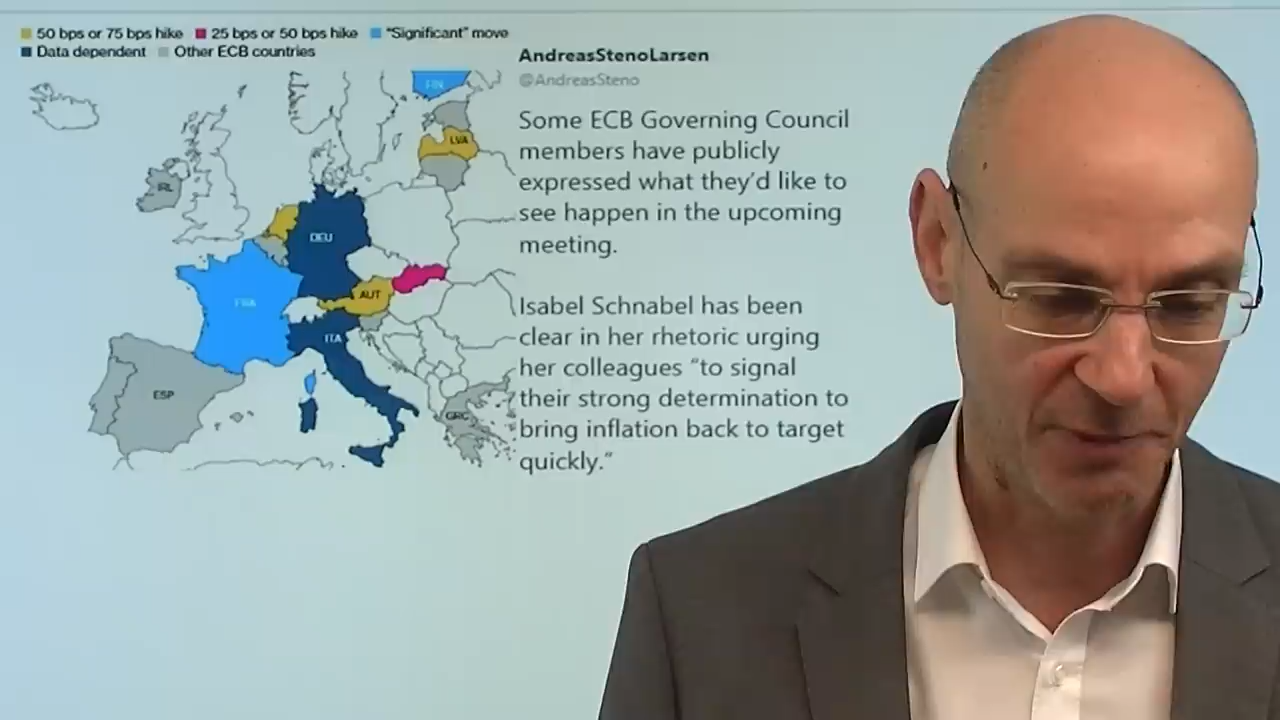 50 bps or 75 bps hike 25 bps or 50 bps hike "Significant" move
Data dependent Other ECB countries
AndreasStenoLarsen
@AndreasSteno
Some ECB Governing Council
members have publicly
expressed what they'd like to
see happen in the upcoming
meeting.
Isabel Schnabel has been
clear in her rhetoric urging
her colleagues “to signal
their strong determination to
bring inflation back to target
quickly.”
FIN
LVA
IRL
DEU
FRA
AUT
ITA
ESP
GRC